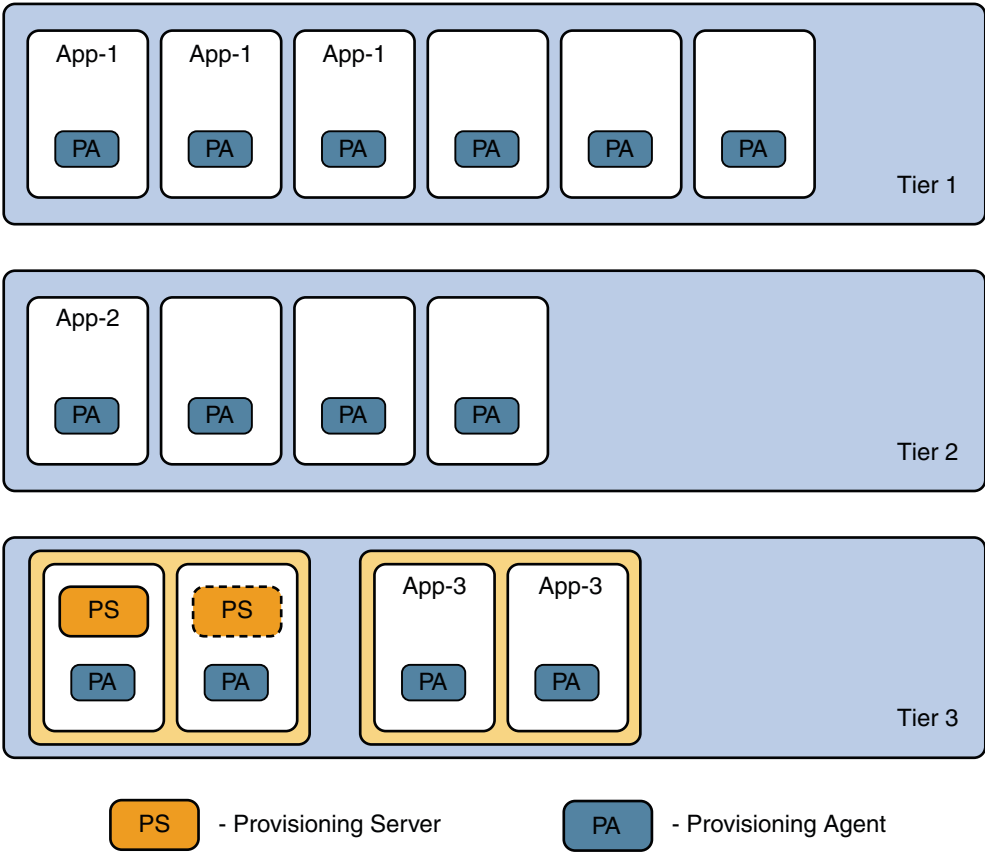 App-1 App-1 App-1
PA PA PA PA PA PA
Tier 1
App-2
PA PA PA PA
Tier 2
PS PS App-3 App-3
PA PA PA PA
Tier 3
PS - Provisioning Server PA - Provisioning Agent